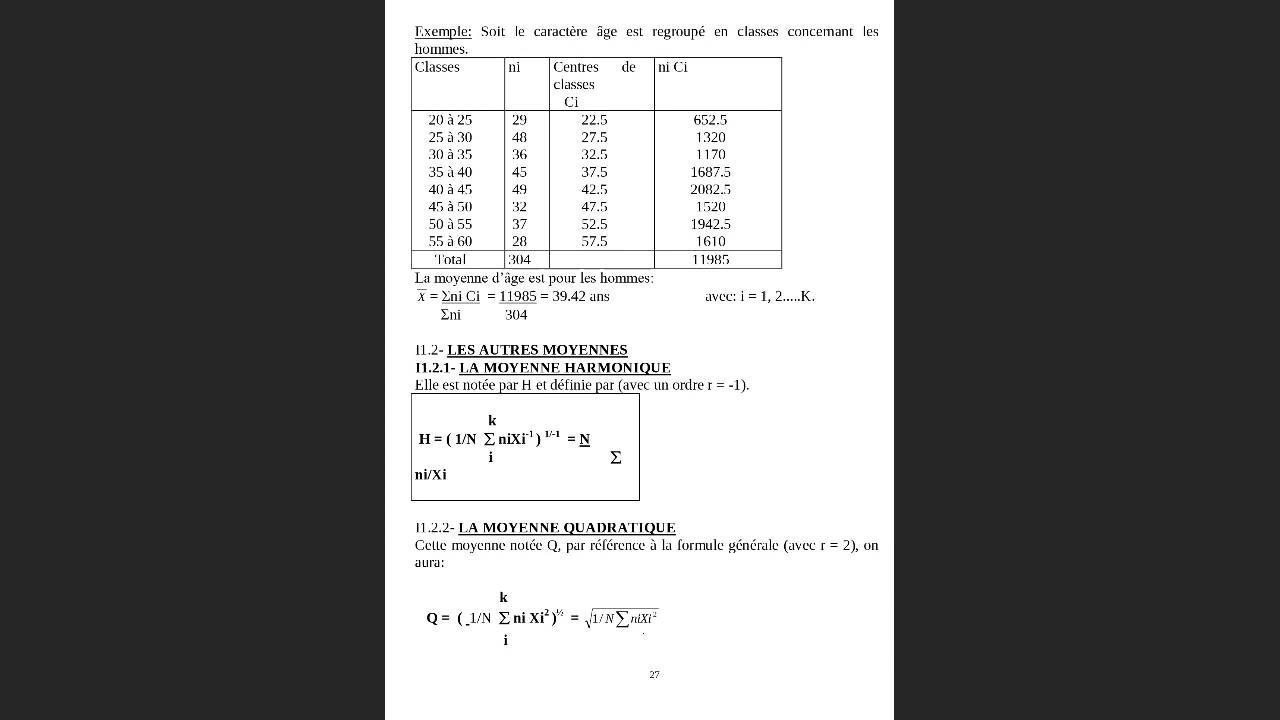 Exemple: Soit le caractère âge est regroupé en classes concernant les
hommes.
Classes ni Centres de classes Ci ni Ci
20 à 25 29 22.5 652.5
25 à 30 48 27.5 1320
30 à 35 36 32.5 1170
35 à 40 45 37.5 1687.5
40 à 45 49 42.5 2082.5
45 à 50 32 47.5 1520
50 à 55 37 52.5 1942.5
55 à 60 28 57.5 1610
Total 304 11985
La moyenne d'âge est pour les hommes:
x̅ = Σni Ci = 11985 = 39.42 ans avec: i = 1, 2.....K.
Σni 304
I1.2- LES AUTRES MOYENNES
I1.2.1- LA MOYENNE HARMONIQUE
Elle est notée par H et définie par (avec un ordre r = -1).
k
H = ( 1/N Σ niXi⁻¹ ) ¹/⁻¹ = N
i Σ
ni/Xi
I1.2.2- LA MOYENNE QUADRATIQUE
Cette moyenne notée Q, par référence à la formule générale (avec r = 2), on
aura:
k
Q = ( 1/N Σ ni Xi² )^½ = √1/N∑niXi²
i
27